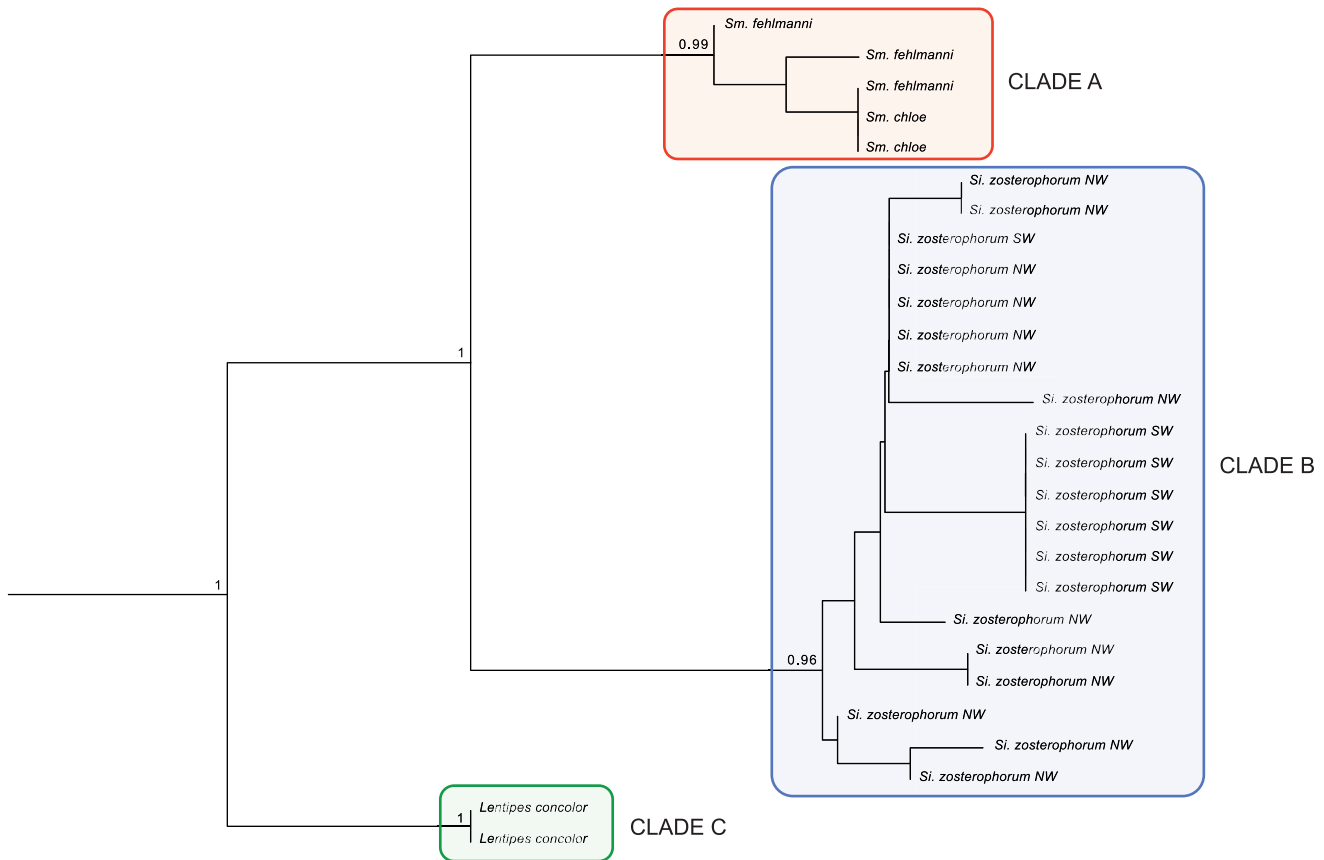 Sm. fehlmanni
0.99
Sm. fehlmanni
CLADE A
Sm. fehlmanni
Sm. chloe
Sm. chloe
Si. zosterophorum NW
Si. zosterophorum NW
Si. zosterophorum SW
Si. zosterophorum NW
Si. zosterophorum NW
Si. zosterophorum NW
1
Si. zosterophorum NW
Si. zosterophorum NW
Si. zosterophorum SW
Si. zosterophorum SW
CLADE B
Si. zosterophorum SW
Si. zosterophorum SW
Si. zosterophorum SW
1
Si. zosterophorum SW
Si. zosterophorum NW
Si. zosterophorum NW
0.96
Si. zosterophorum NW
Si. zosterophorum NW
Si. zosterophorum NW
Si. zosterophorum NW
Lentipes concolor
1
CLADE C
Lentipes concolor